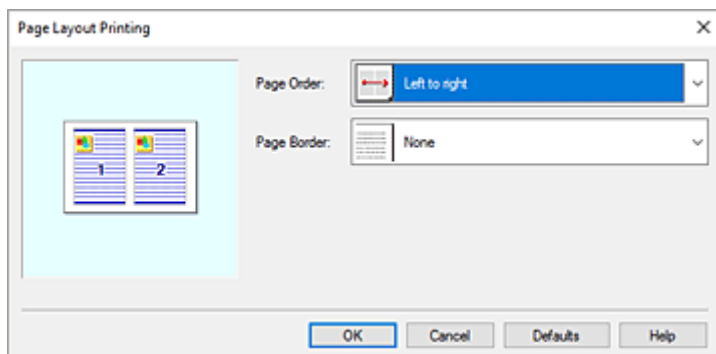 Page Layout Printing
Page Order: Left to right
Page Border: None
1 2
OK Cancel Defaults Help